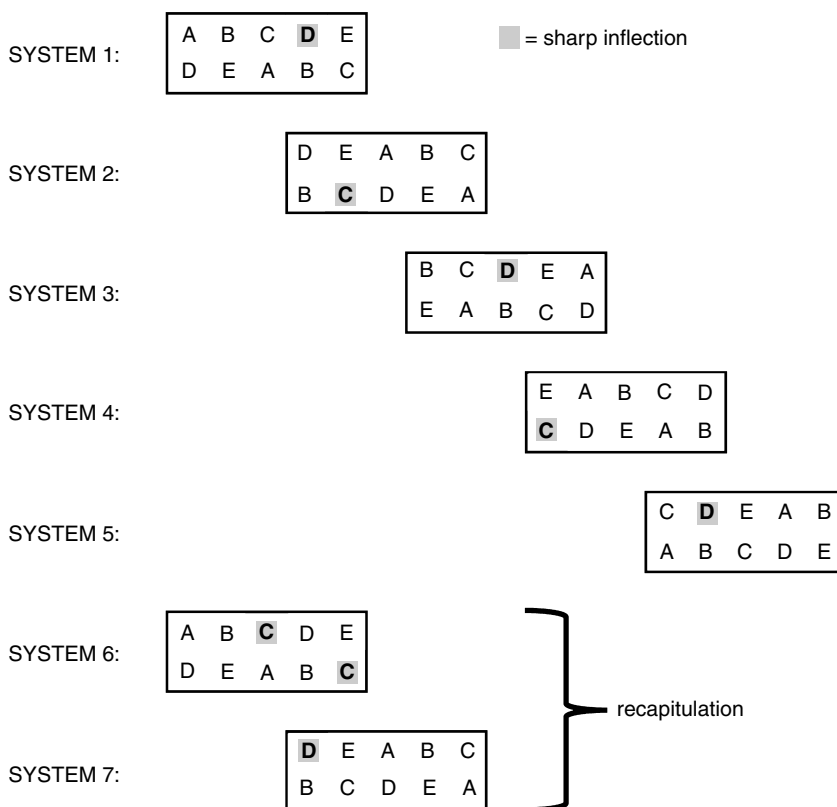 A B C D E
= sharp inflection
SYSTEM 1:
D E A B C
D E A B C
SYSTEM 2:
B C D E A
B C D E A
SYSTEM 3:
E A B C D
E A B C D
SYSTEM 4:
C D E A B
C D E A B
SYSTEM 5:
A B C D E
A B C D E
SYSTEM 6:
D E A B C
recapitulation
D E A B C
SYSTEM 7:
B C D E A